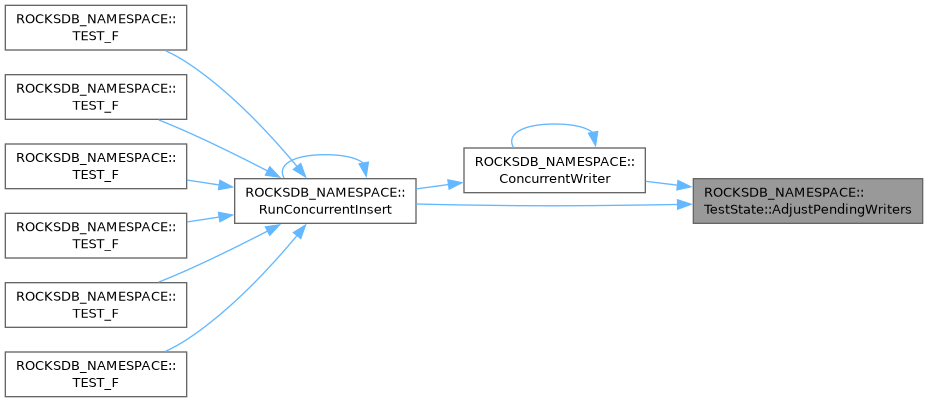 ROCKSDB_NAMESPACE::
TEST_F
ROCKSDB_NAMESPACE::
TEST_F
ROCKSDB_NAMESPACE::
TEST_F
ROCKSDB_NAMESPACE::
TEST_F
ROCKSDB_NAMESPACE::
TEST_F
ROCKSDB_NAMESPACE::
TEST_F
ROCKSDB_NAMESPACE::
RunConcurrentInsert
ROCKSDB_NAMESPACE::
ConcurrentWriter
ROCKSDB_NAMESPACE::
TestState::AdjustPendingWriters